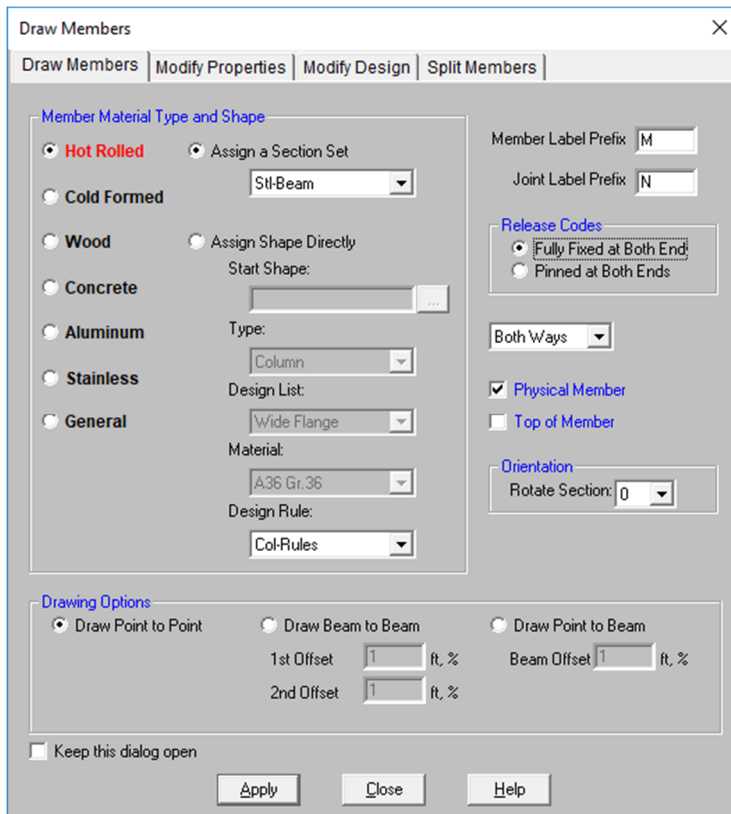 Draw Members
Draw Members Modify Properties Modify Design Split Members
Member Material Type and Shape
Hot Rolled
Cold Formed
Wood
Concrete
Aluminum
Stainless
General
Assign a Section Set
Stl-Beam
Assign Shape Directly
Start Shape:
...
Type:
Column
Design List:
Wide Flange
Material:
A36 Gr.36
Design Rule:
Col-Rules
Member Label Prefix M
Joint Label Prefix N
Release Codes
Fully Fixed at Both End
Pinned at Both Ends
Both Ways
Physical Member
Top of Member
Orientation
Rotate Section: 0
Drawing Options
Draw Point to Point
Draw Beam to Beam
1st Offset 1 ft, %
2nd Offset 1 ft, %
Draw Point to Beam
Beam Offset 1 ft, %
Keep this dialog open
Apply Close Help